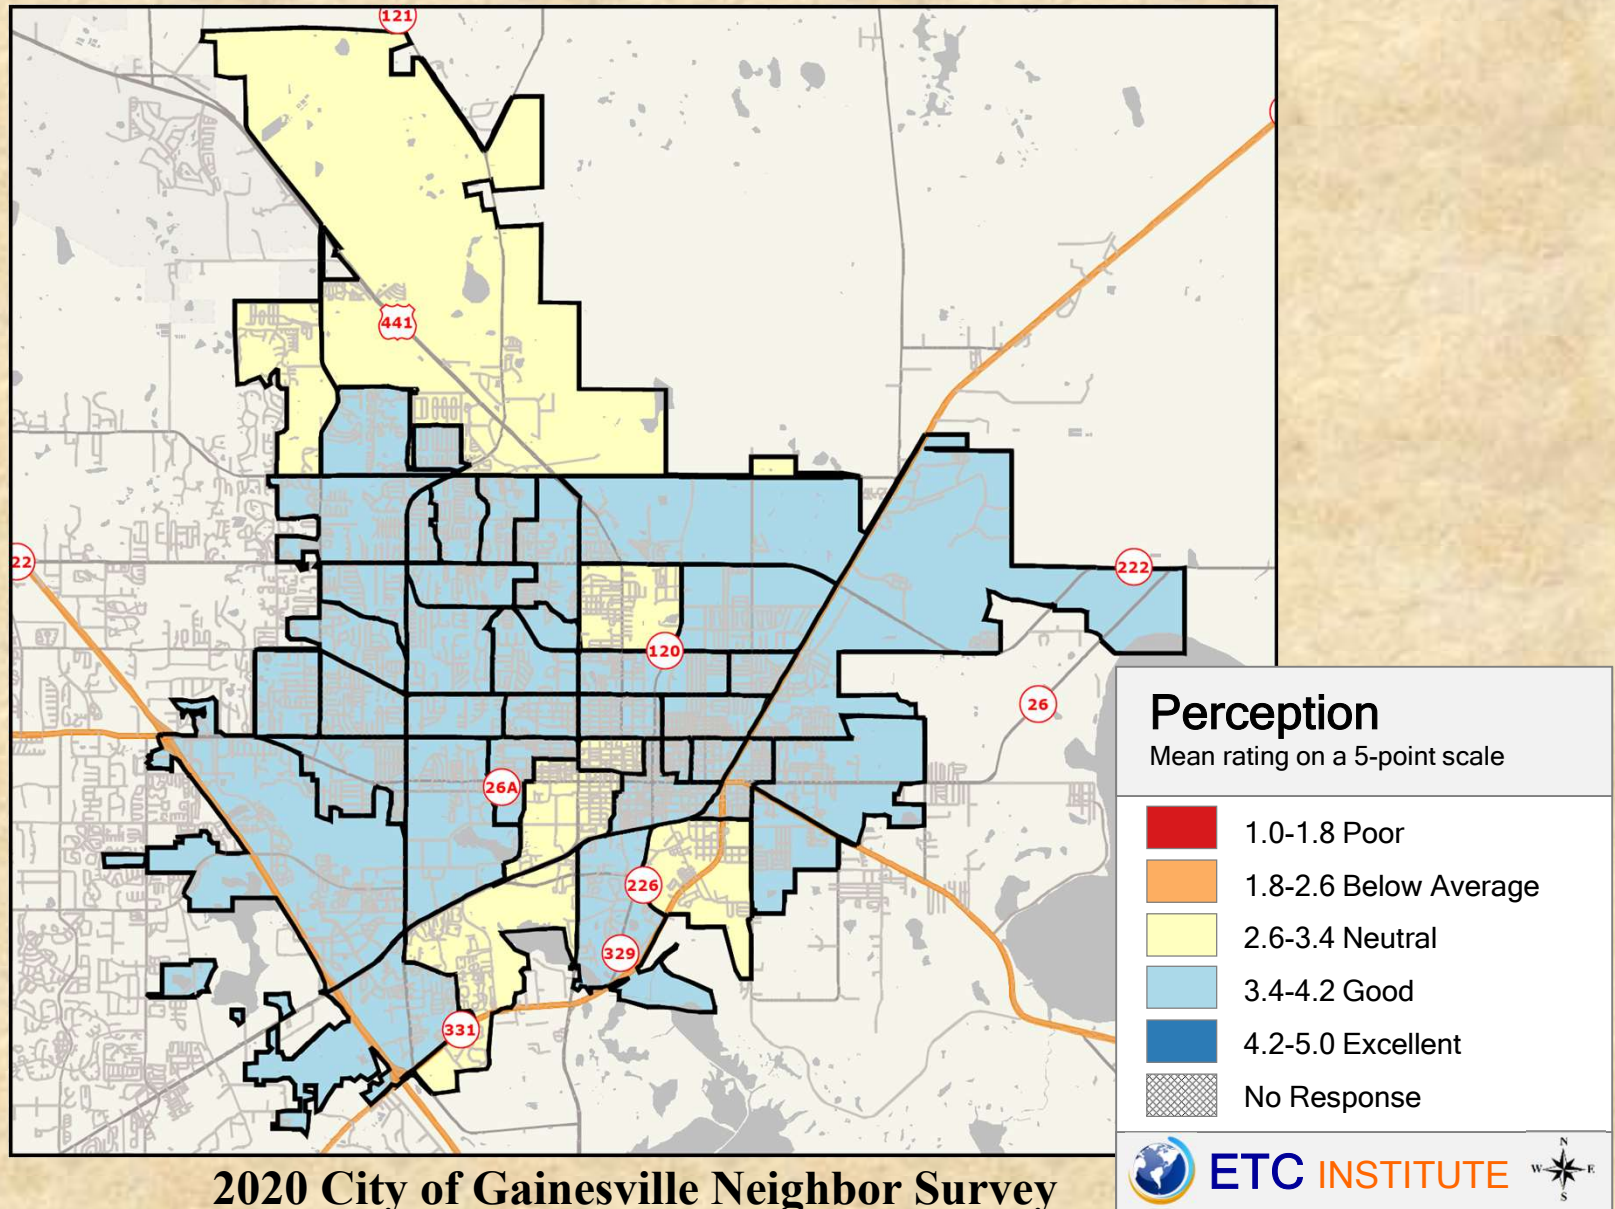 121
441
22
222
120
26
26A
226
329
331
Perception
Mean rating on a 5-point scale
1.0-1.8 Poor
1.8-2.6 Below Average
2.6-3.4 Neutral
3.4-4.2 Good
4.2-5.0 Excellent
No Response
ETC INSTITUTE
N
W E
S
2020 City of Gainesville Neighbor Survey